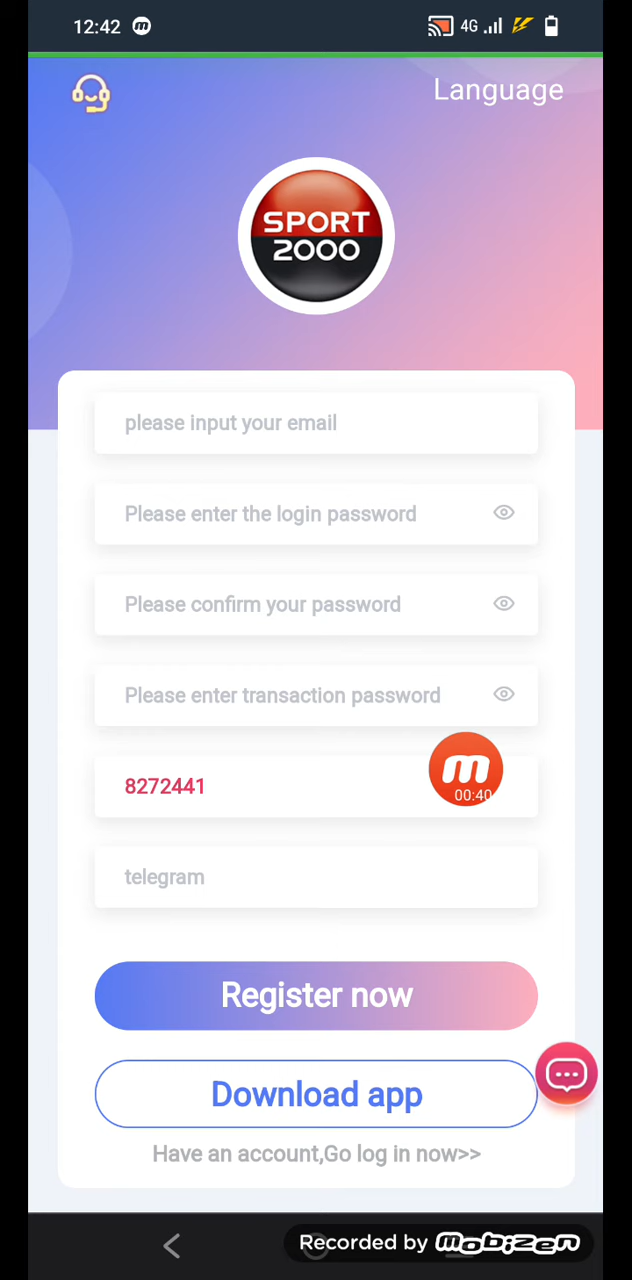 12:42
4G
Language
SPORT
2000
please input your email
Please enter the login password
Please confirm your password
Please enter transaction password
8272441
m
00:40
telegram
Register now
Download app
Have an account,Go log in now>>
Recorded by mobizen